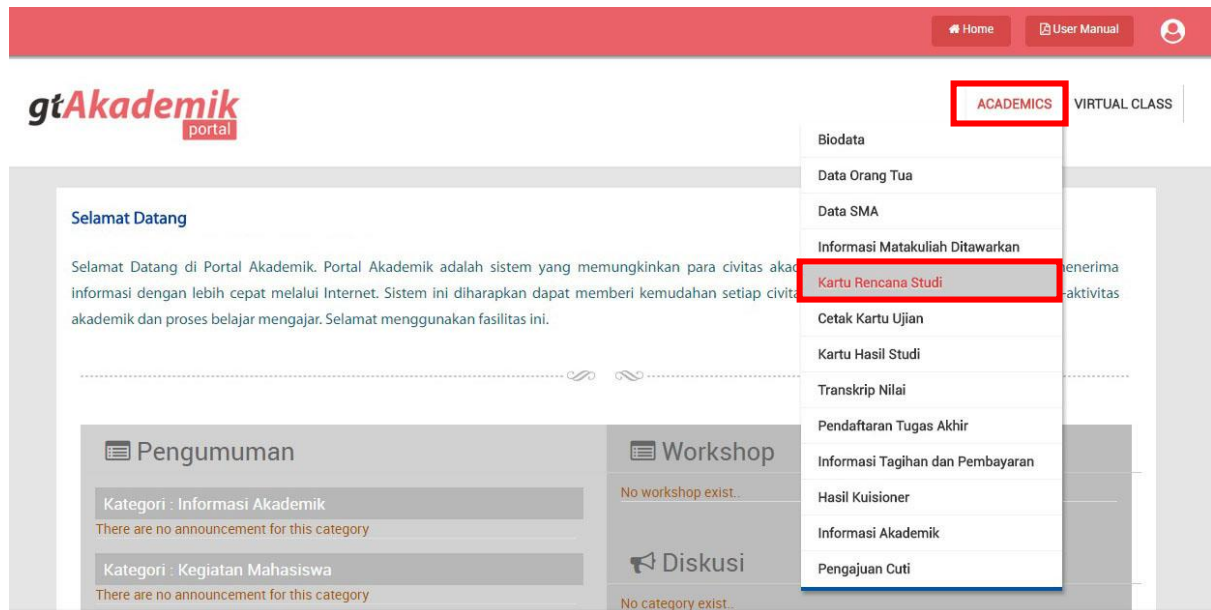 Home
User Manual
gtAkademik
portal
ACADEMICS
VIRTUAL CLASS
Biodata
Data Orang Tua
Data SMA
Informasi Matakuliah Ditawarkan
Kartu Rencana Studi
Cetak Kartu Ujian
Kartu Hasil Studi
Transkrip Nilai
Pendaftaran Tugas Akhir
Informasi Tagihan dan Pembayaran
Hasil Kuisioner
Informasi Akademik
Pengajuan Cuti
Selamat Datang
Selamat Datang di Portal Akademik. Portal Akademik adalah sistem yang memungkinkan para civitas akad enerima
informasi dengan lebih cepat melalui Internet. Sistem ini diharapkan dapat memberi kemudahan setiap civita -aktivitas
akademik dan proses belajar mengajar. Selamat menggunakan fasilitas ini.
Pengumuman
Kategori : Informasi Akademik
There are no announcement for this category
Kategori : Kegiatan Mahasiswa
There are no announcement for this category
Workshop
No workshop exist..
Diskusi
No category exist..